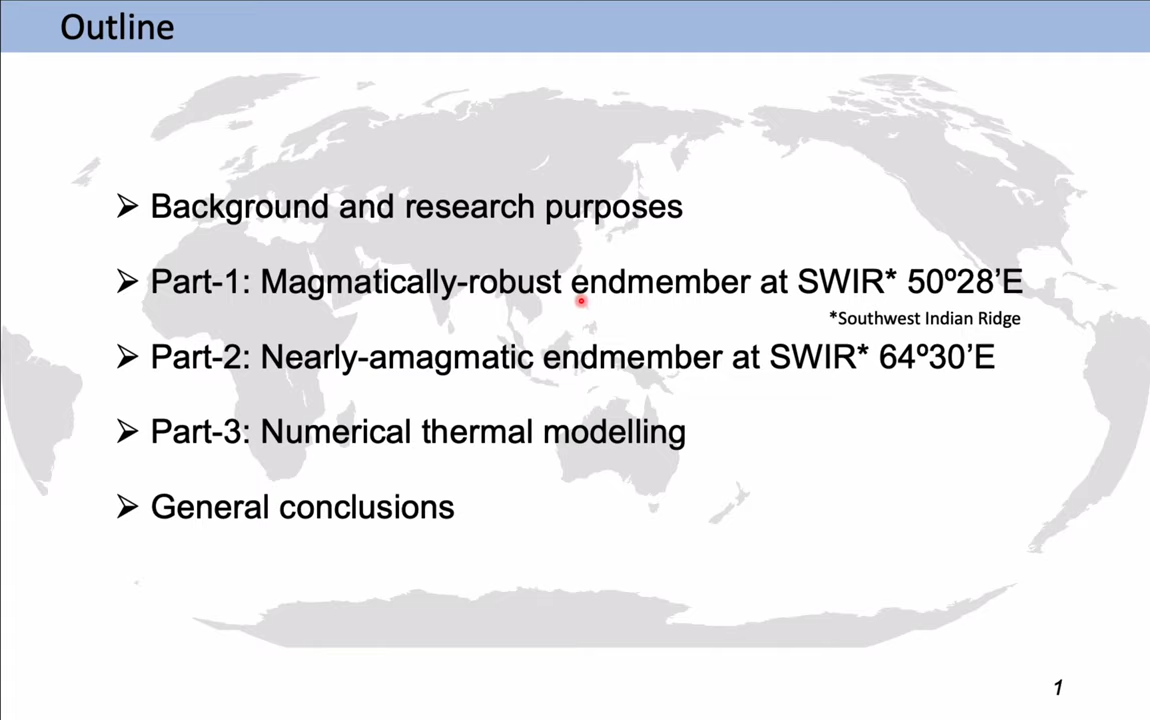 Outline
Background and research purposes
Part-1: Magmatically-robust endmember at SWIR* 50º28’E
*Southwest Indian Ridge
Part-2: Nearly-amagmatic endmember at SWIR* 64º30’E
Part-3: Numerical thermal modelling
General conclusions
1